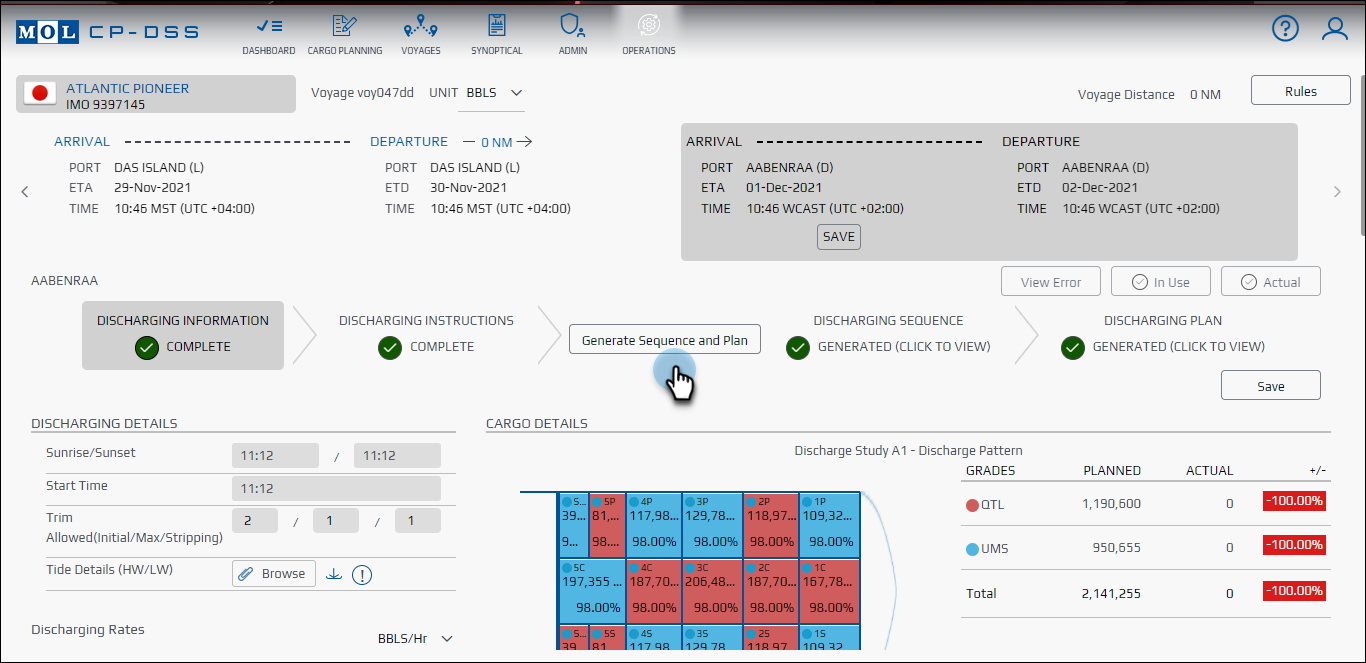 MOL CP-DSS
DASHBOARD CARGO PLANNING VOYAGES SYNOPTICAL ADMIN OPERATIONS
ATLANTIC PIONEER
IMO 9397145
Voyage voy047dd UNIT BBLS
Voyage Distance 0 NM Rules
ARRIVAL DEPARTURE 0 NM ARRIVAL DEPARTURE
PORT DAS ISLAND (L) PORT DAS ISLAND (L) PORT AABENRAA (D) PORT AABENRAA (D)
ETA 29-Nov-2021 ETD 30-Nov-2021 ETA 01-Dec-2021 ETD 02-Dec-2021
TIME 10:46 MST (UTC +04:00) TIME 10:46 MST (UTC +04:00) TIME 10:46 WCAST (UTC +02:00) TIME 10:46 WCAST (UTC +02:00)
SAVE
AABENRAA View Error In Use Actual
DISCHARGING INFORMATION DISCHARGING INSTRUCTIONS DISCHARGING SEQUENCE DISCHARGING PLAN
COMPLETE COMPLETE Generate Sequence and Plan GENERATED (CLICK TO VIEW) GENERATED (CLICK TO VIEW)
Save
DISCHARGING DETAILS CARGO DETAILS
Sunrise/Sunset 11:12 / 11:12
Start Time 11:12
Trim
Allowed(Initial/Max/Stripping) 2 / 1 / 1
Tide Details (HW/LW) Browse
Discharging Rates BBLS/Hr
Discharge Study A1 - Discharge Pattern
S... 5P 4P 3P 2P 1P
39... 81,... 117,98... 129,78... 118,97... 109,32...
9... 98.... 98.00% 98.00% 98.00% 98.00%
5C 4C 3C 2C 1C
197,355 ... 187,70... 206,48... 187,70... 167,78...
98.00% 98.00% 98.00% 98.00% 98.00%
S... 5S 4S 3S 2S 1S
39 81 117,98 129,78 118,97 109,32
GRADES PLANNED ACTUAL +/-
QTL 1,190,600 0 -100.00%
UMS 950,655 0 -100.00%
Total 2,141,255 0 -100.00%